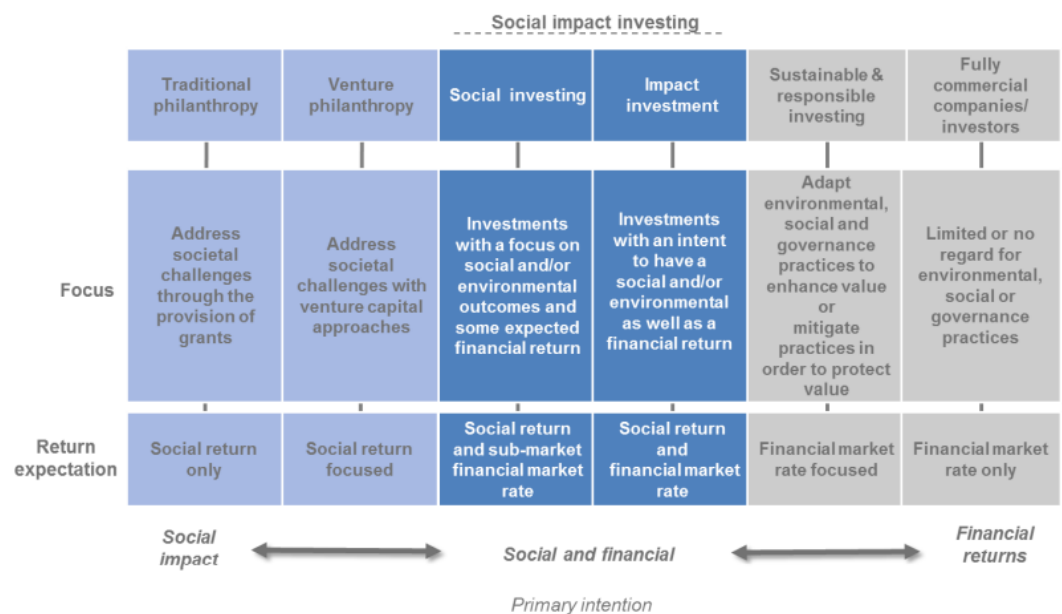 Social impact investing
Traditional
philanthropy
Venture
philanthropy
Social investing
Impact
investment
Sustainable &
responsible
investing
Fully
commercial
companies/
investors
Focus
Address
societal
challenges
through the
provision of
grants
Address
societal
challenges with
venture capital
approaches
Investments
with a focus on
social and/or
environmental
outcomes and
some expected
financial return
Investments
with an intent
to have a
social and/or
environmental
as well as a
financial return
Adapt
environmental,
social and
governance
practices to
enhance value
or
mitigate
practices in
order to protect
value
Limited or no
regard for
environmental,
social or
governance
practices
Return
expectation
Social return
only
Social return
focused
Social return
and sub-market
financial market
rate
Social return
and
financial market
rate
Financial market
rate focused
Financial market
rate only
Social
impact
Social and financial
Financial
returns
Primary intention